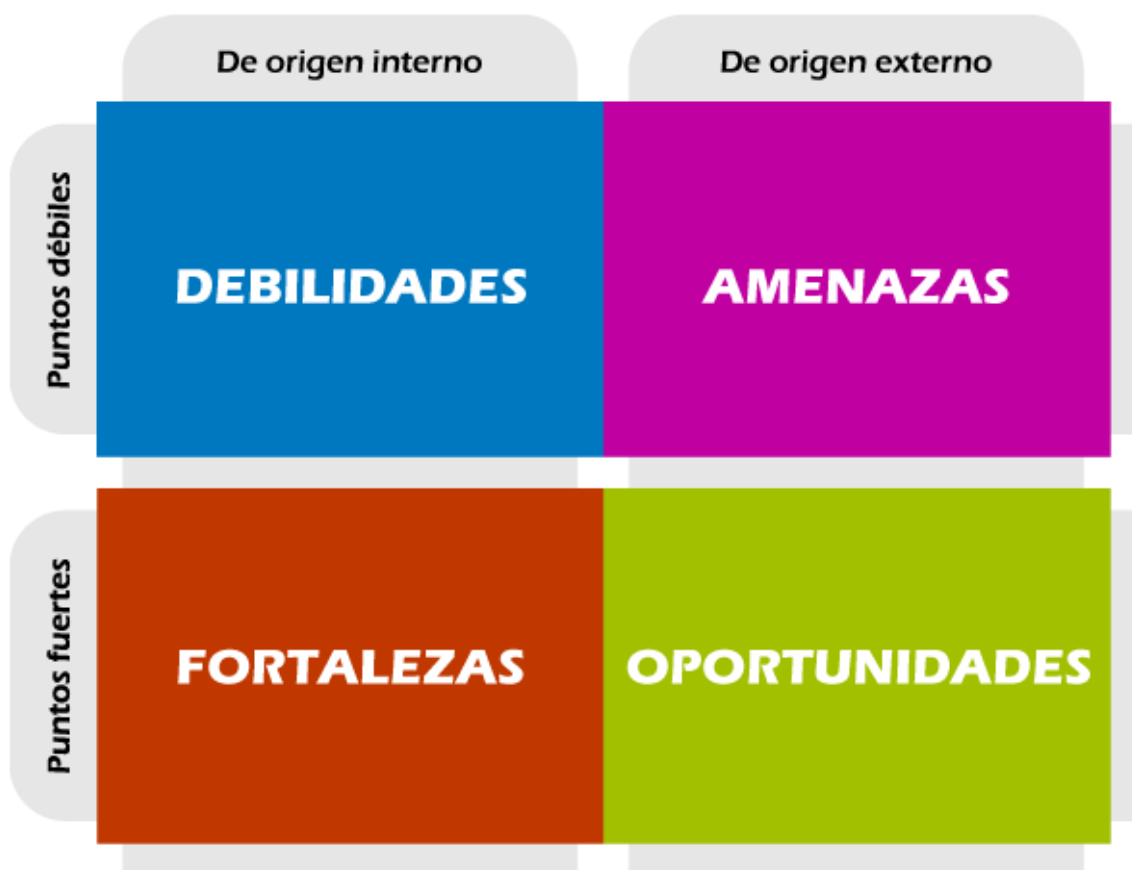 De origen interno
De origen externo
Puntos débiles
DEBILIDADES
AMENAZAS
Puntos fuertes
FORTALEZAS
OPORTUNIDADES